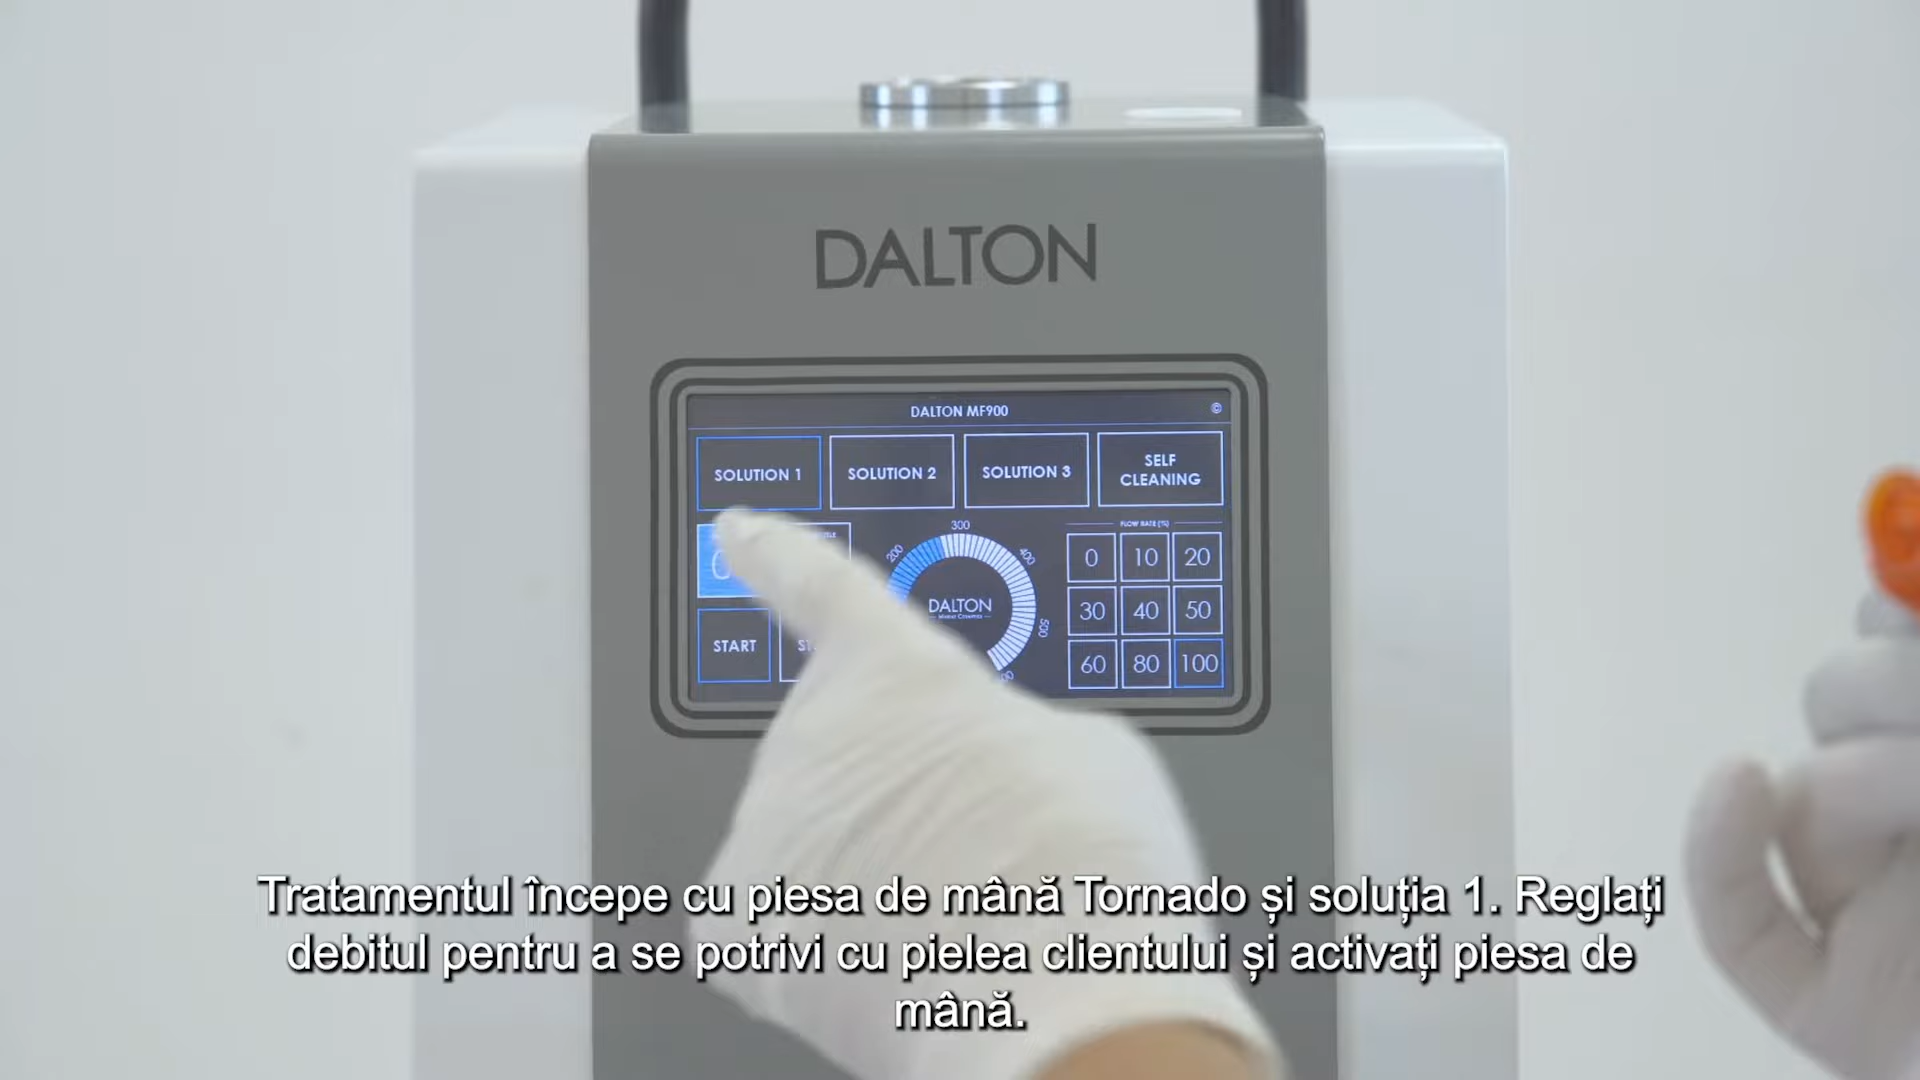 DALTON
DALTON MF900
SOLUTION 1
SOLUTION 2
SOLUTION 3
SELF
CLEANING
200
300
400
500
DALTON
FLOW RATE (%)
0 10 20
30 40 50
60 80 100
START
Tratamentul începe cu piesa de mână Tornado și soluția 1. Reglați
debitul pentru a se potrivi cu pielea clientului și activați piesa de
mână.